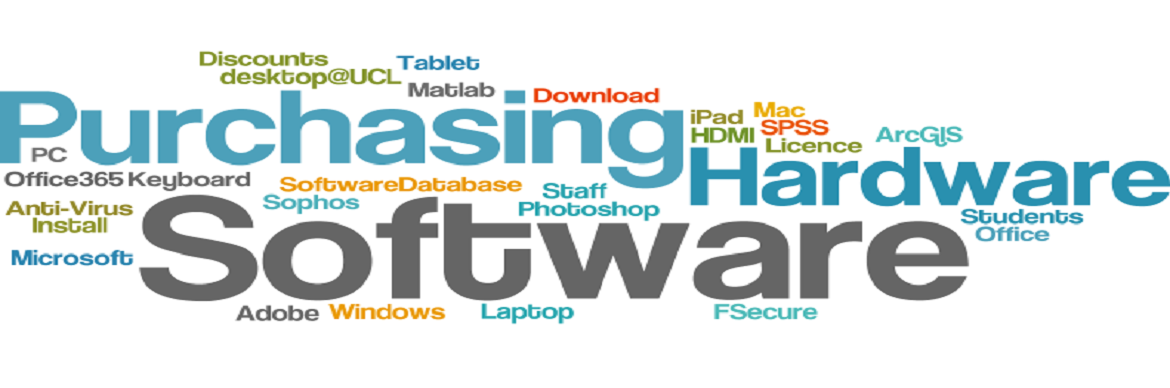 Discounts
Tablet
desktop@UCL
Matlab
Download
Purchasing
iPad
Mac
HDMI
SPSS
ArcGIS
Licence
PC
Hardware
Office365
Keyboard
SoftwareDatabase
Staff
Sophos
Photoshop
Anti-Virus
Install
Software
Students
Office
Microsoft
Adobe
Windows
Laptop
FSecure